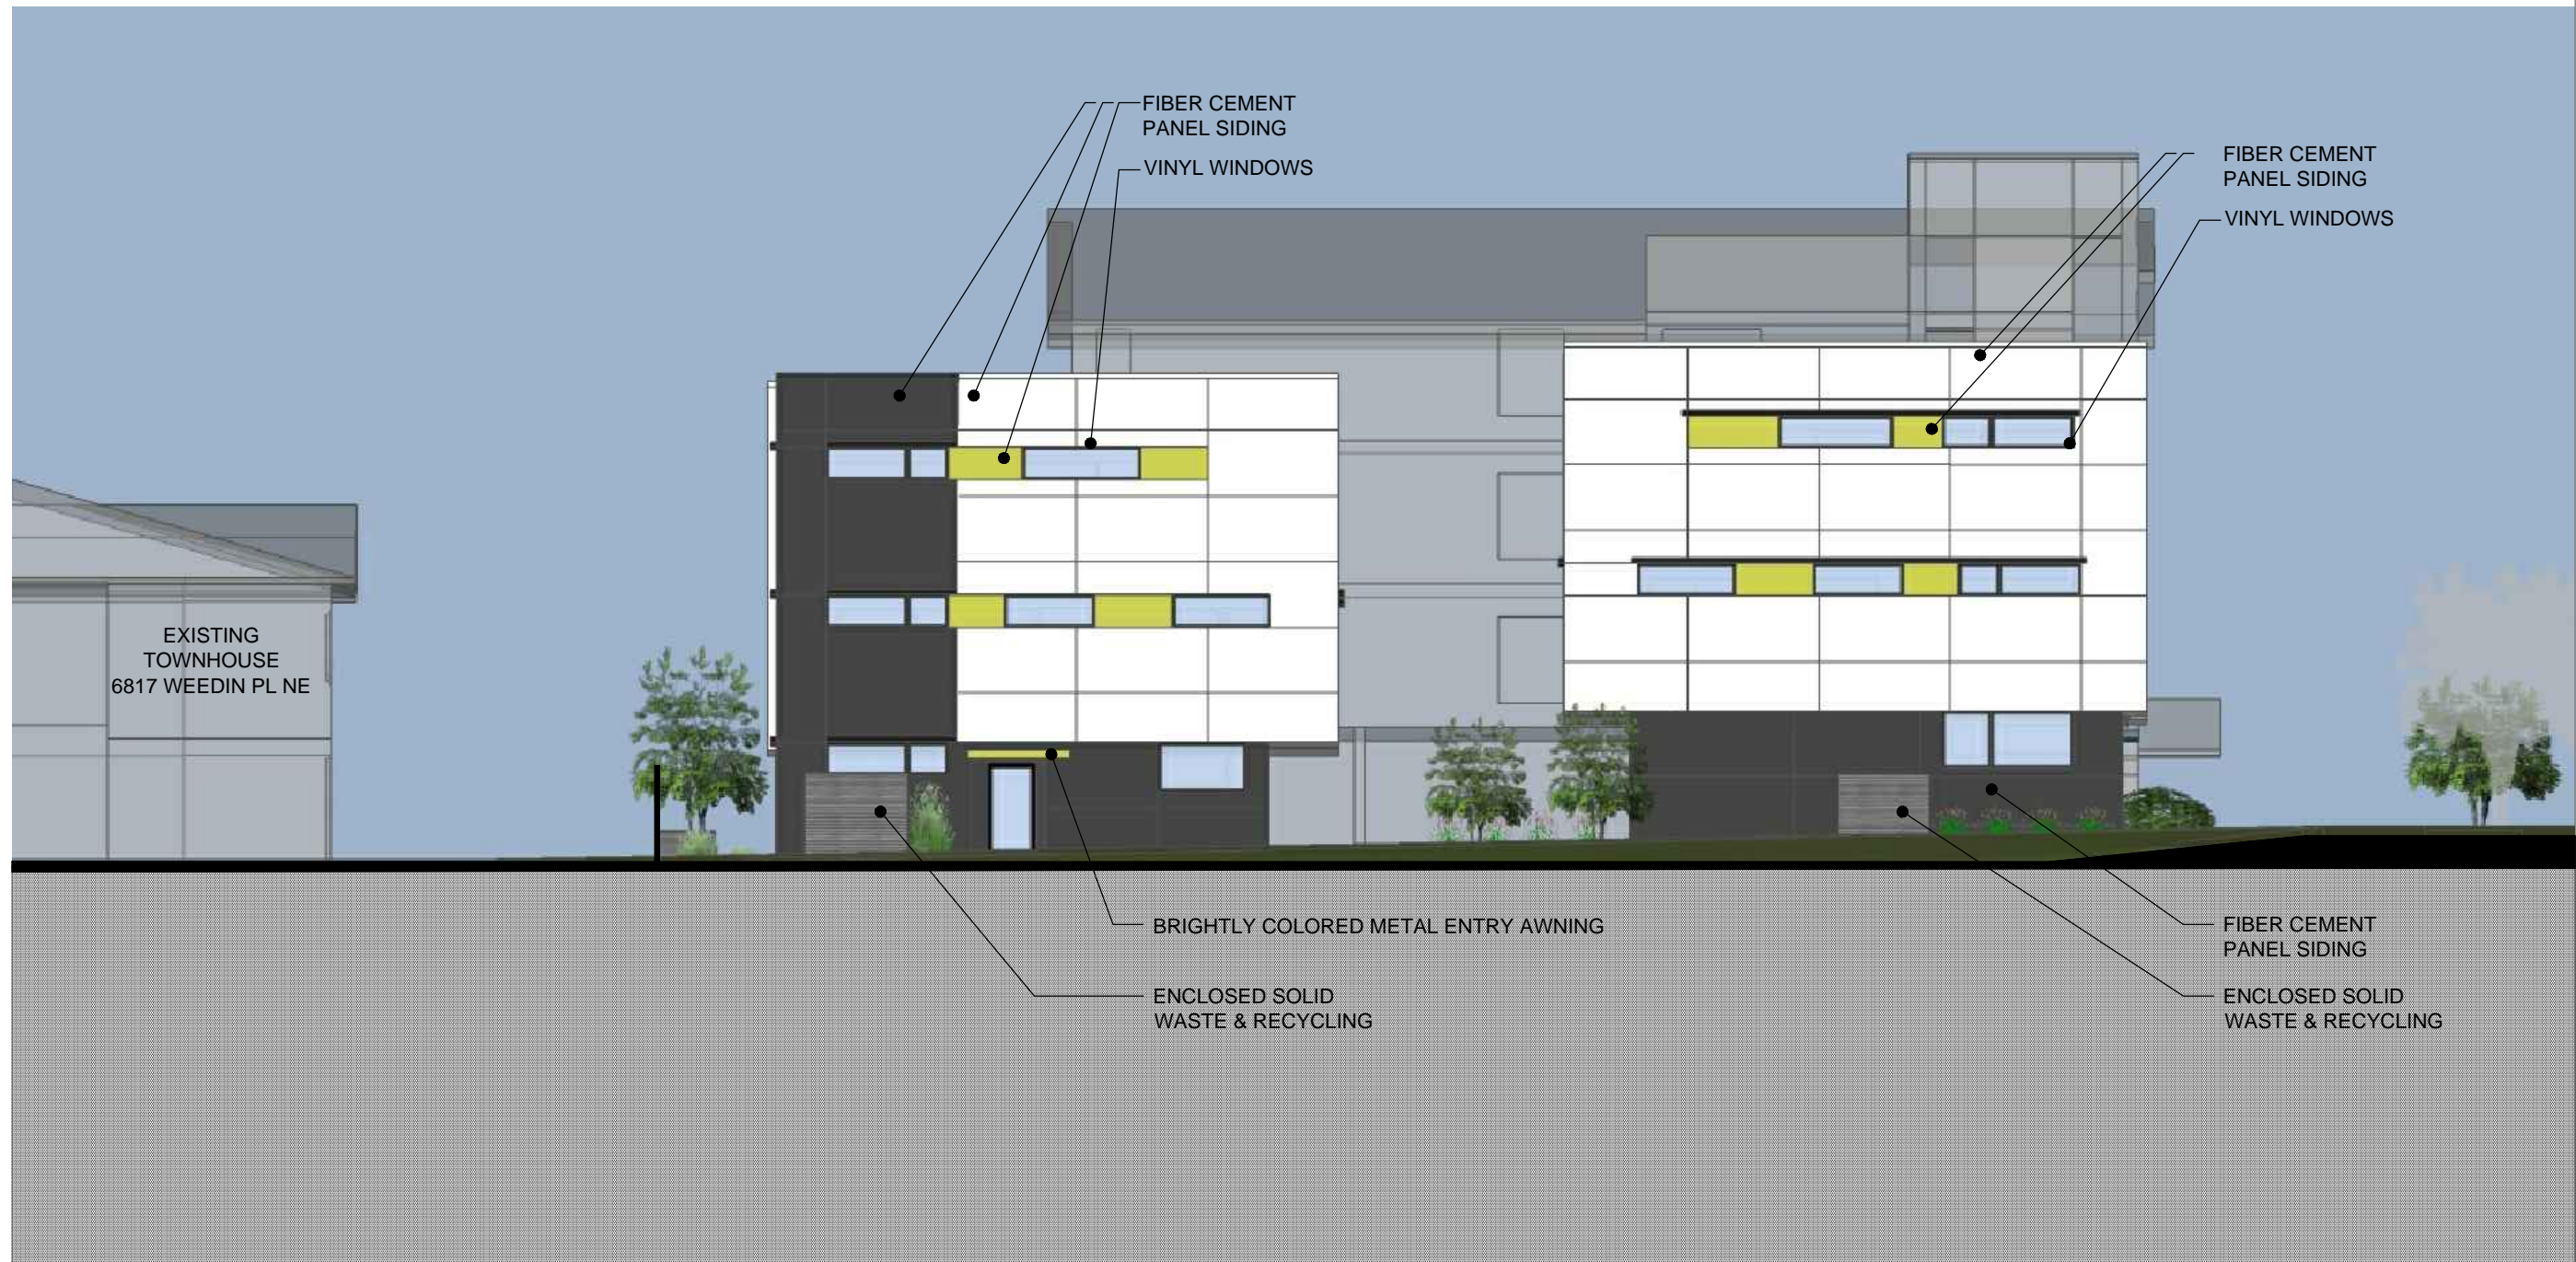 FIBER CEMENT
PANEL SIDING
VINYL WINDOWS
FIBER CEMENT
PANEL SIDING
VINYL WINDOWS
EXISTING
TOWNHOUSE
6817 WEEDIN PL NE
BRIGHTLY COLORED METAL ENTRY AWNING
ENCLOSED SOLID
WASTE & RECYCLING
FIBER CEMENT
PANEL SIDING
ENCLOSED SOLID
WASTE & RECYCLING